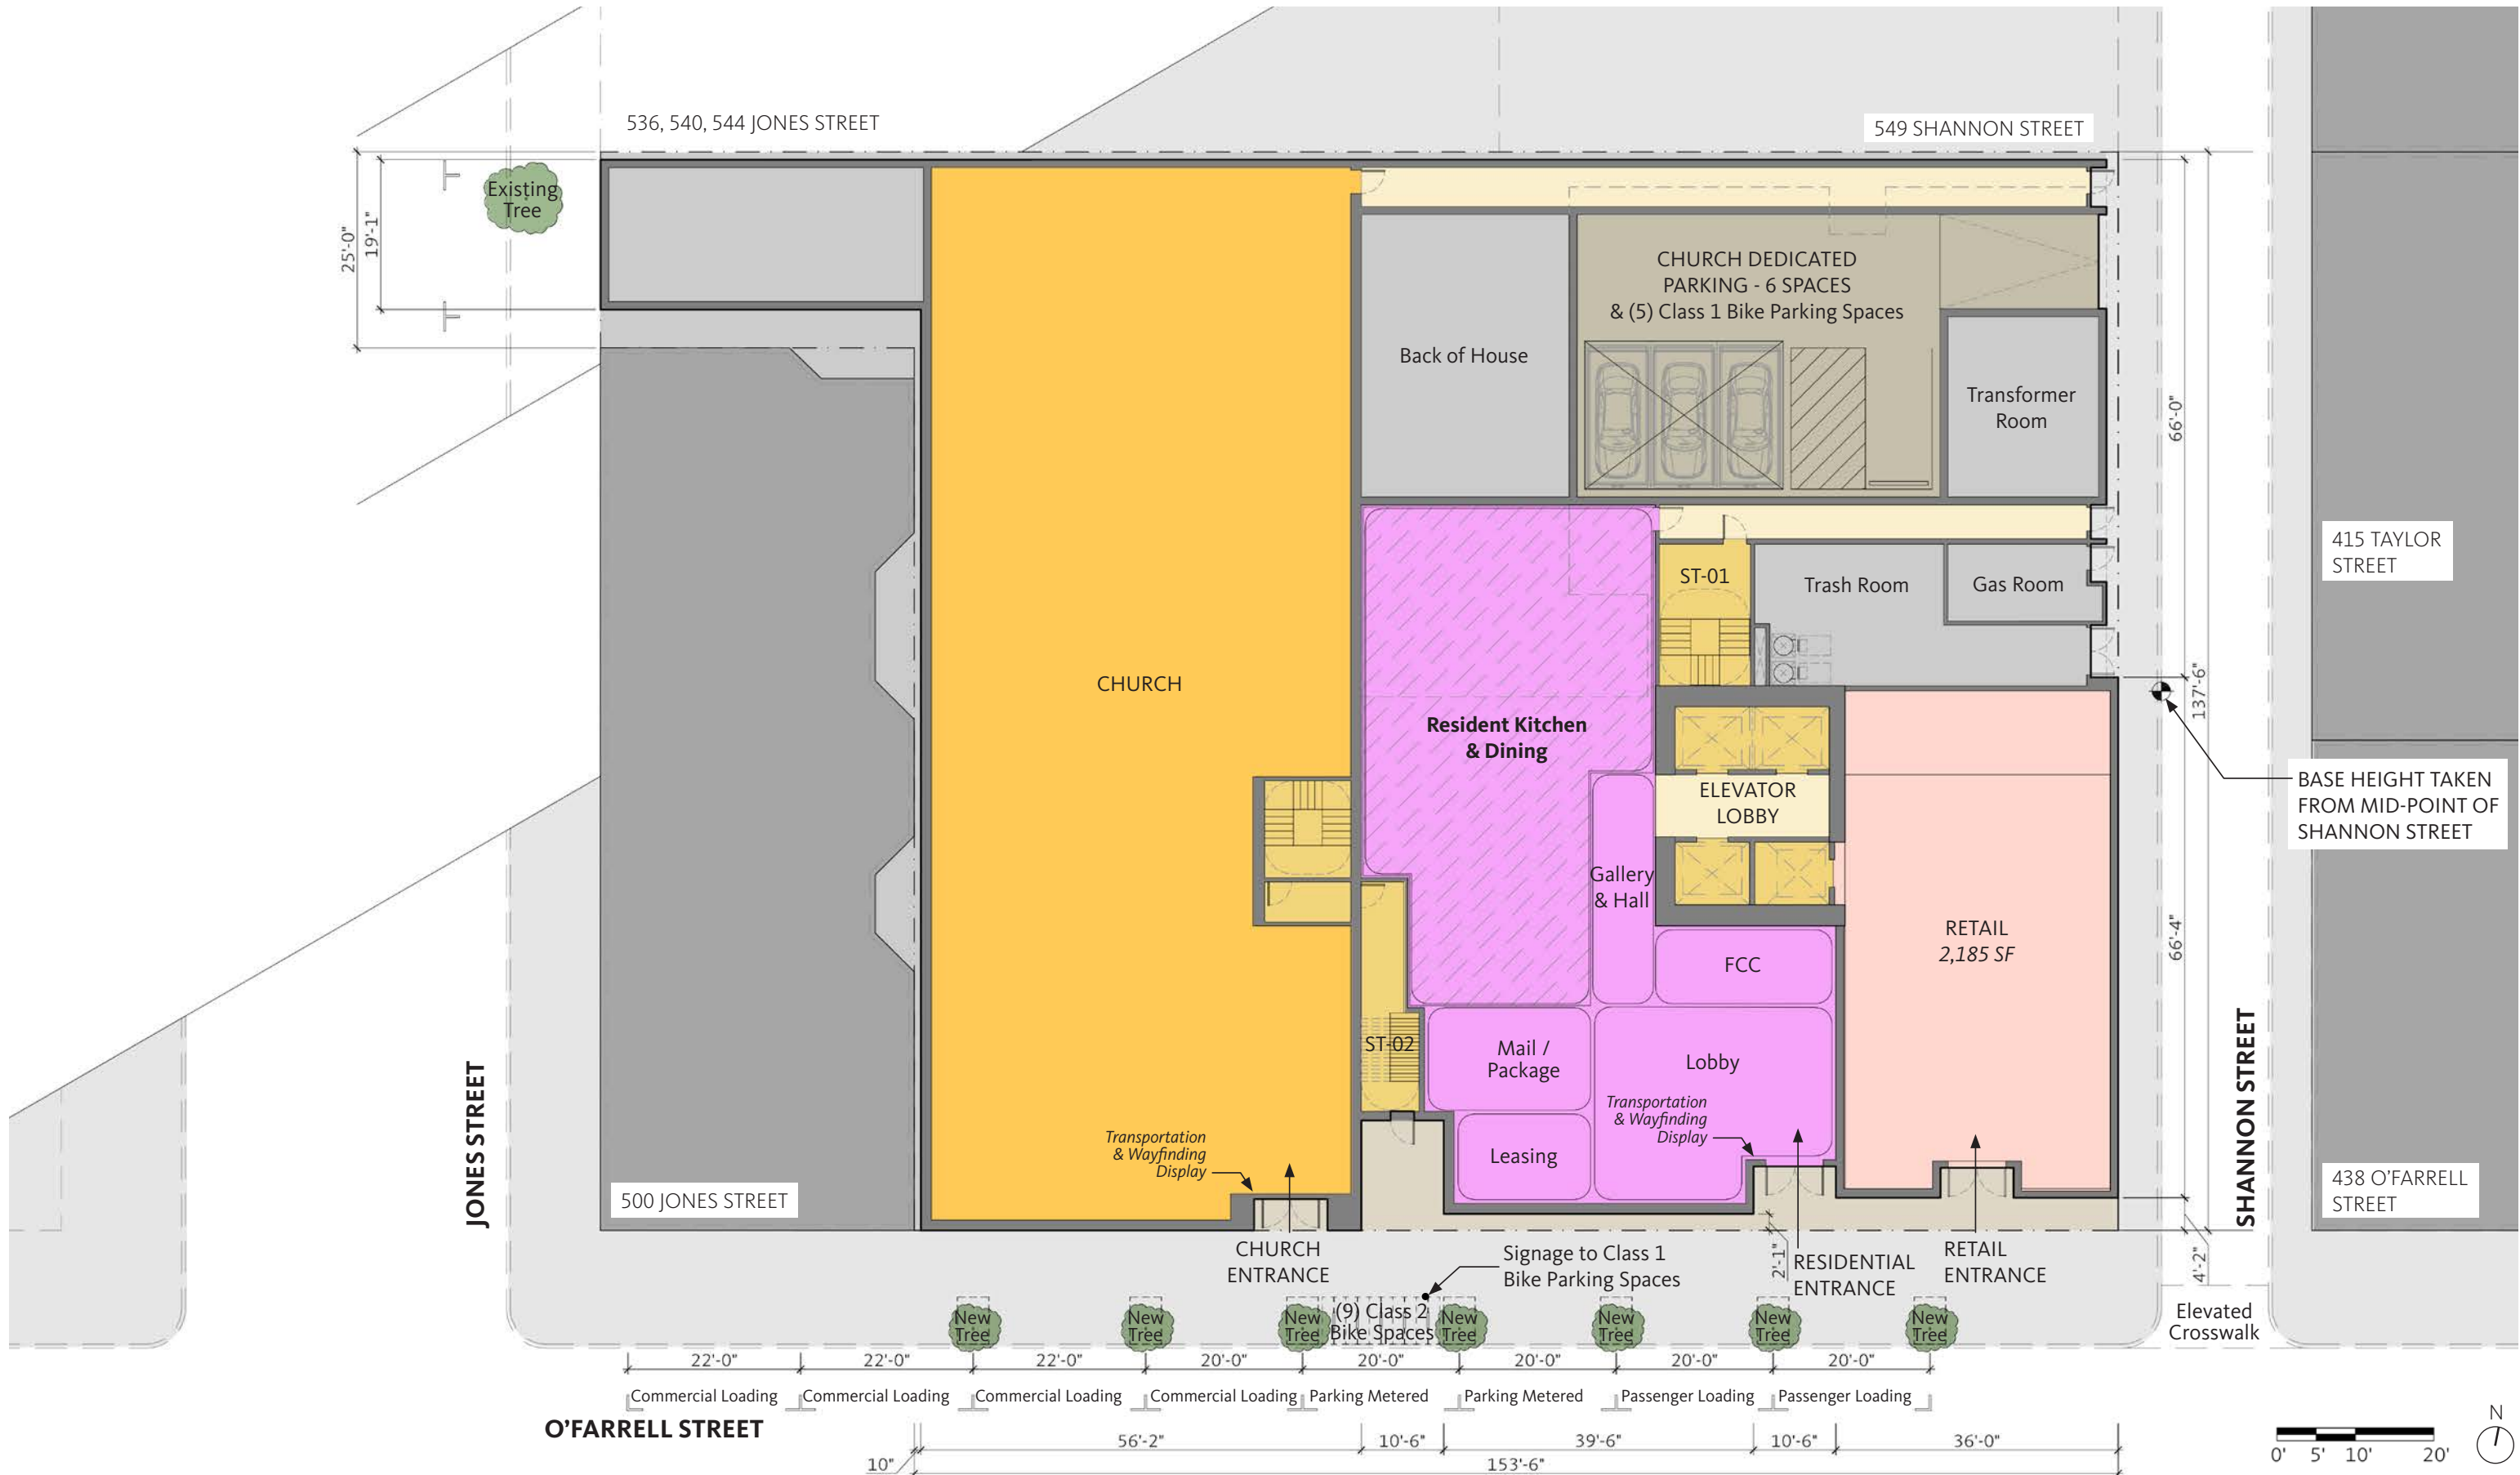 536, 540, 544 JONES STREET
549 SHANNON STREET
Existing
Tree
25'-0"
19'-1"
CHURCH DEDICATED
PARKING - 6 SPACES
& (5) Class 1 Bike Parking Spaces
Back of House
Transformer
Room
66'-0"
137'-6"
415 TAYLOR
STREET
ST-01
Trash Room
Gas Room
CHURCH
Resident Kitchen
& Dining
ELEVATOR
LOBBY
BASE HEIGHT TAKEN
FROM MID-POINT OF
SHANNON STREET
Gallery
& Hall
FCC
RETAIL
2,185 SF
66'-4"
ST-02
Mail /
Package
Lobby
Transportation
& Wayfinding
Display
Leasing
Transportation
& Wayfinding
Display
JONES STREET
500 JONES STREET
SHANNON STREET
438 O'FARRELL
STREET
CHURCH
ENTRANCE
Signage to Class 1
Bike Parking Spaces
2'-1"
RESIDENTIAL
ENTRANCE
RETAIL
ENTRANCE
4'-2"
New
Tree
New
Tree
New
Tree
(9) Class 2
Bike Spaces
New
Tree
New
Tree
New
Tree
New
Tree
Elevated
Crosswalk
22'-0" 22'-0" 22'-0" 20'-0" 20'-0" 20'-0" 20'-0" 20'-0"
Commercial Loading Commercial Loading Commercial Loading Commercial Loading Parking Metered Parking Metered Passenger Loading Passenger Loading
O'FARRELL STREET
56'-2" 10'-6" 39'-6" 10'-6" 36'-0"
10" 153'-6"
0' 5' 10' 20'
N